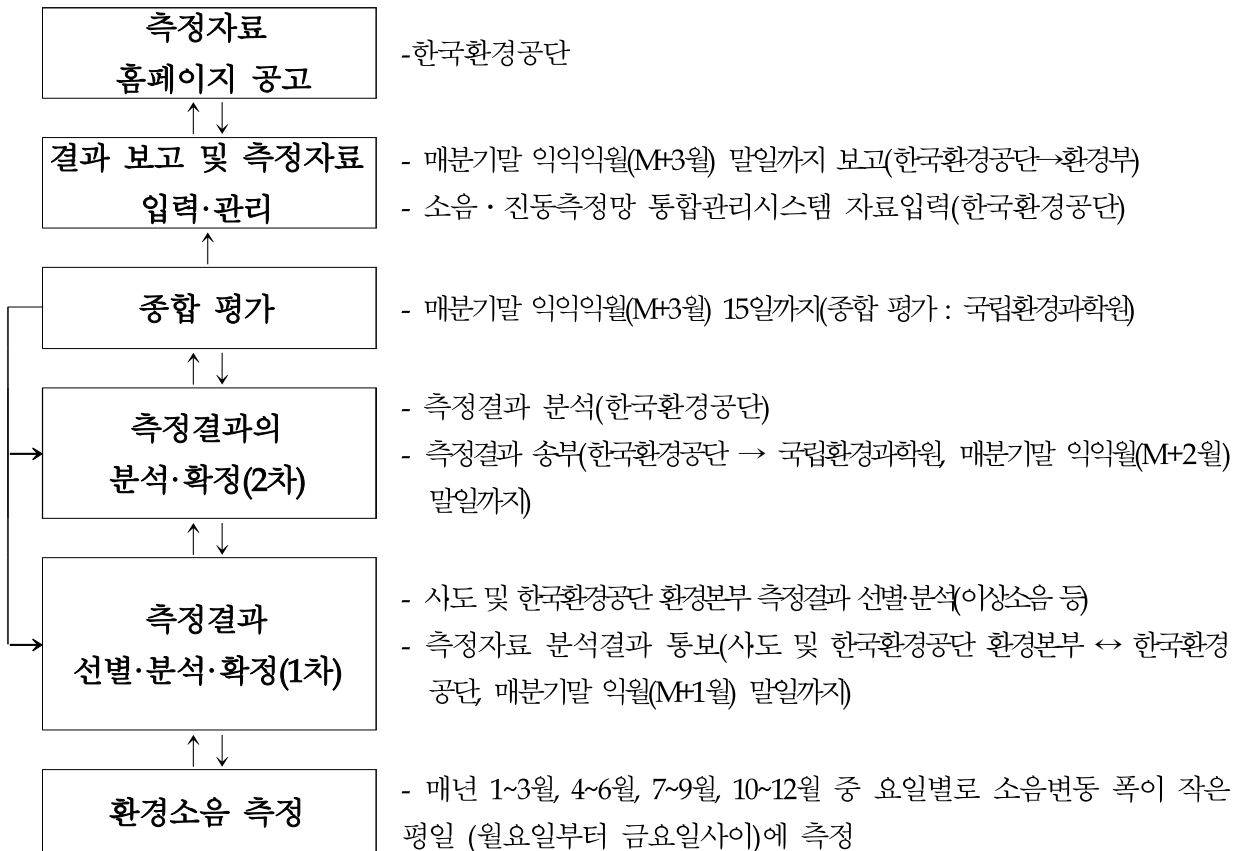 측정자료
홈페이지 공고
-한국환경공단
결과 보고 및 측정자료
입력·관리
- 매분기말 익익익월(M+3월) 말일까지 보고(한국환경공단→환경부)
- 소음·진동측정망 통합관리시스템 자료입력(한국환경공단)
종합 평가
- 매분기말 익익익월(M+3월) 15일까지(종합 평가 : 국립환경과학원)
측정결과의
분석·확정(2차)
- 측정결과 분석(한국환경공단)
- 측정결과 송부(한국환경공단 → 국립환경과학원, 매분기말 익익월(M+2월)
말일까지)
측정결과
선별·분석·확정(1차)
- 시·도 및 한국환경공단 환경본부 측정결과 선별·분석(이상소음 등)
- 측정자료 분석결과 통보(시·도 및 한국환경공단 환경본부 ↔ 한국환경
공단, 매분기말 익월(M+1월) 말일까지)
환경소음 측정
- 매년 1~3월, 4~6월, 7~9월, 10~12월 중 요일별로 소음변동 폭이 작은
평일 (월요일부터 금요일사이)에 측정